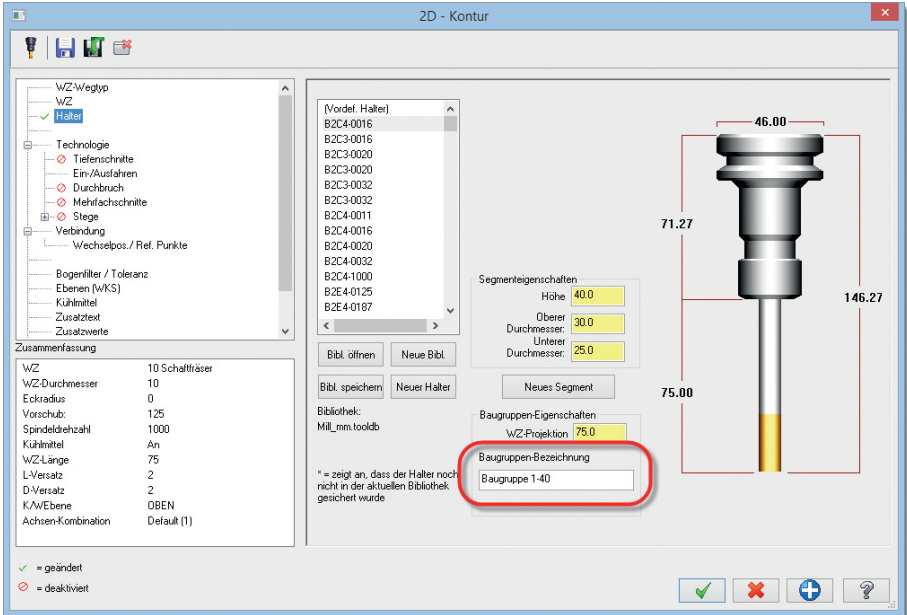 2D - Kontur
WZ-Wegtyp
WZ
Halter
Technologie
Tiefenschnitte
Ein-/Ausfahren
Durchbruch
Mehrfachschnitte
Stege
Verbindung
Wechselpos./ Ref. Punkte
Bogenfilter / Toleranz
Ebenen (WKS)
Kühlmittel
Zusatztext
Zusatzwerte
Zusammenfassung
WZ 10 Schaftfräser
WZ-Durchmesser 10
Eckradius 0
Vorschub: 125
Spindeldrehzahl 1000
Kühlmittel An
WZ-Länge 75
L-Versatz 2
D-Versatz 2
K/WEbene OBEN
Achsen-Kombination Default (1)
= geändert
= deaktiviert
(Vordef. Halter)
B2C4-0016
B2C3-0016
B2C3-0020
B2C3-0020
B2C3-0032
B2C3-0032
B2C4-0011
B2C4-0016
B2C4-0020
B2C4-0032
B2C4-1000
B2E4-0125
B2E4-0187
Bibl. öffnen
Neue Bibl.
Bibl. speichern
Neuer Halter
Bibliothek:
Mill_mm.tooldb
* = zeigt an, dass der Halter noch
nicht in der aktuellen Bibliothek
gesichert wurde
Segmenteigenschaften
Höhe 40.0
Oberer
Durchmesser: 30.0
Unterer
Durchmesser: 25.0
Neues Segment
Baugruppen-Eigenschaften
WZ-Projektion 75.0
Baugruppen-Bezeichnung
Baugruppe 1-40
46.00
71.27
146.27
75.00